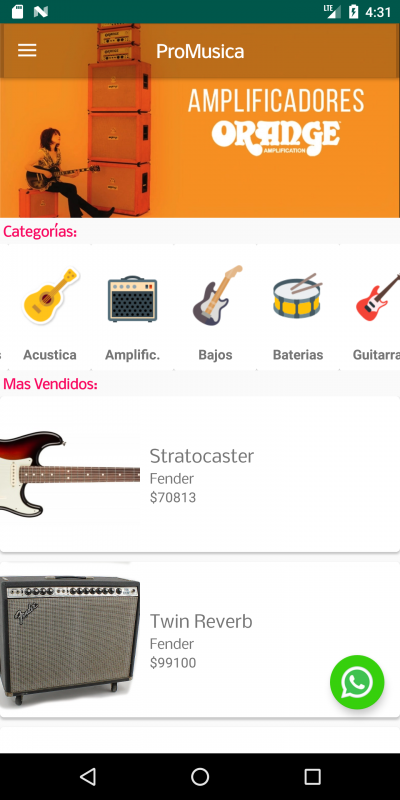 LTE 4:31
ProMusica
AMPLIFICADORES
ORANGE
AMPLIFICATION
Categorías:
s Acustica Amplific. Bajos Baterias Guitarra
Mas Vendidos:
Stratocaster
Fender
$70813
Fender
Twin Reverb
Fender
$99100